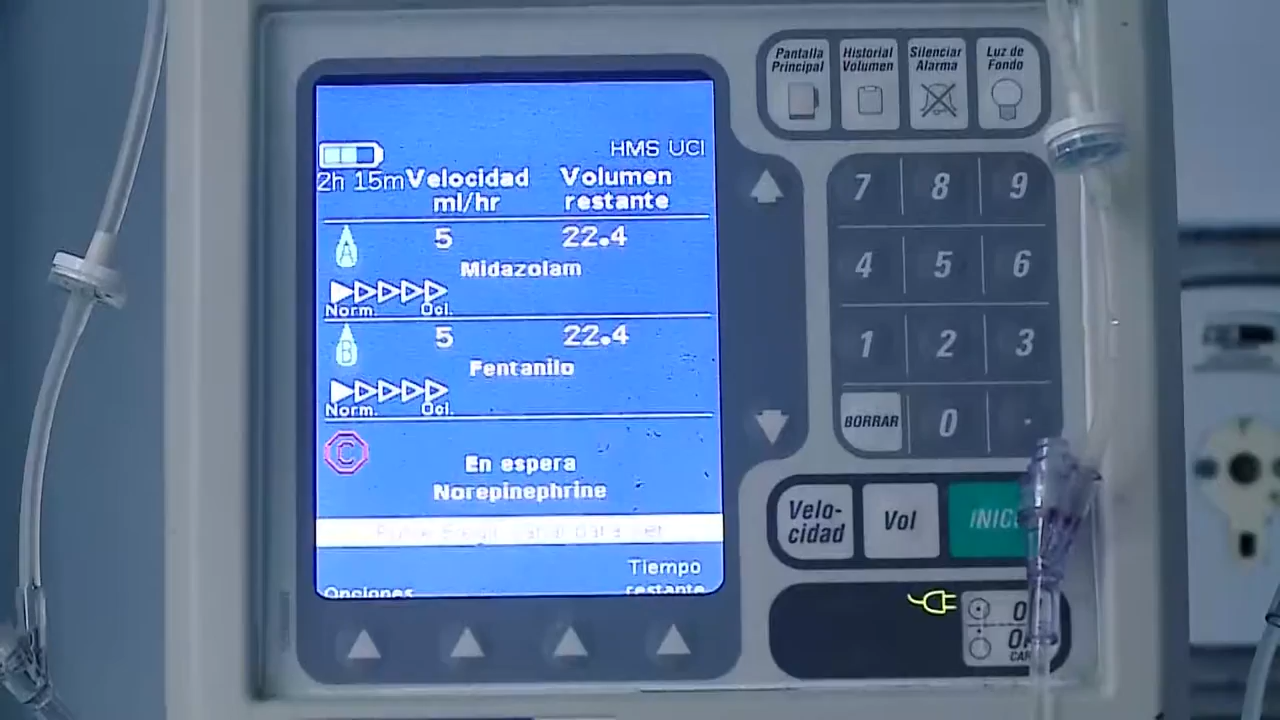 HMS UCI
2h 15m
Velocidad
ml/hr
Volumen
restante
A
5
22.4
Midazolam
Norm.
Ocl.
B
5
22.4
Fentanilo
Norm.
Ocl.
C
En espera
Norepinephrine
Tiempo
restante
Opciones
Pantalla
Principal
Historial
Volumen
Silenciar
Alarma
Luz de
Fondo
7 8 9
4 5 6
1 2 3
BORRAR 0 .
Velo-
cidad
Vol